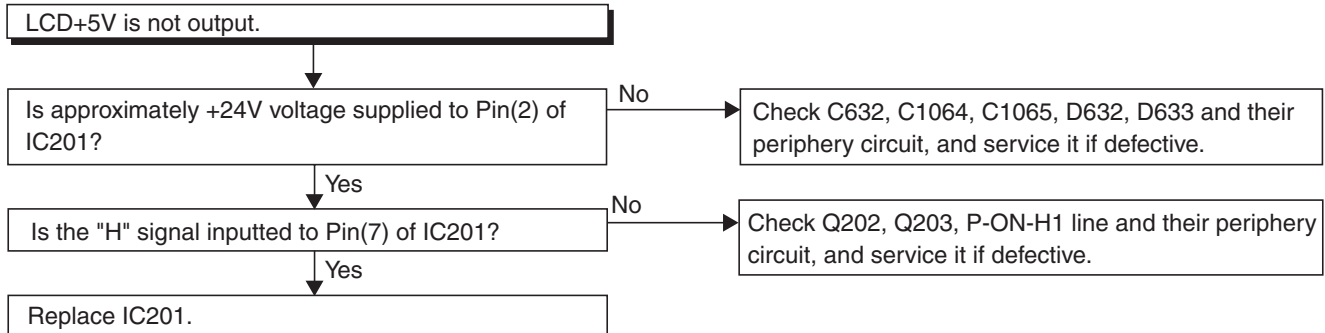 LCD+5V is not output.
Is approximately +24V voltage supplied to Pin(2) of
IC201?
No
Check C632, C1064, C1065, D632, D633 and their
periphery circuit, and service it if defective.
Yes
Is the "H" signal inputted to Pin(7) of IC201?
No
Check Q202, Q203, P-ON-H1 line and their periphery
circuit, and service it if defective.
Yes
Replace IC201.